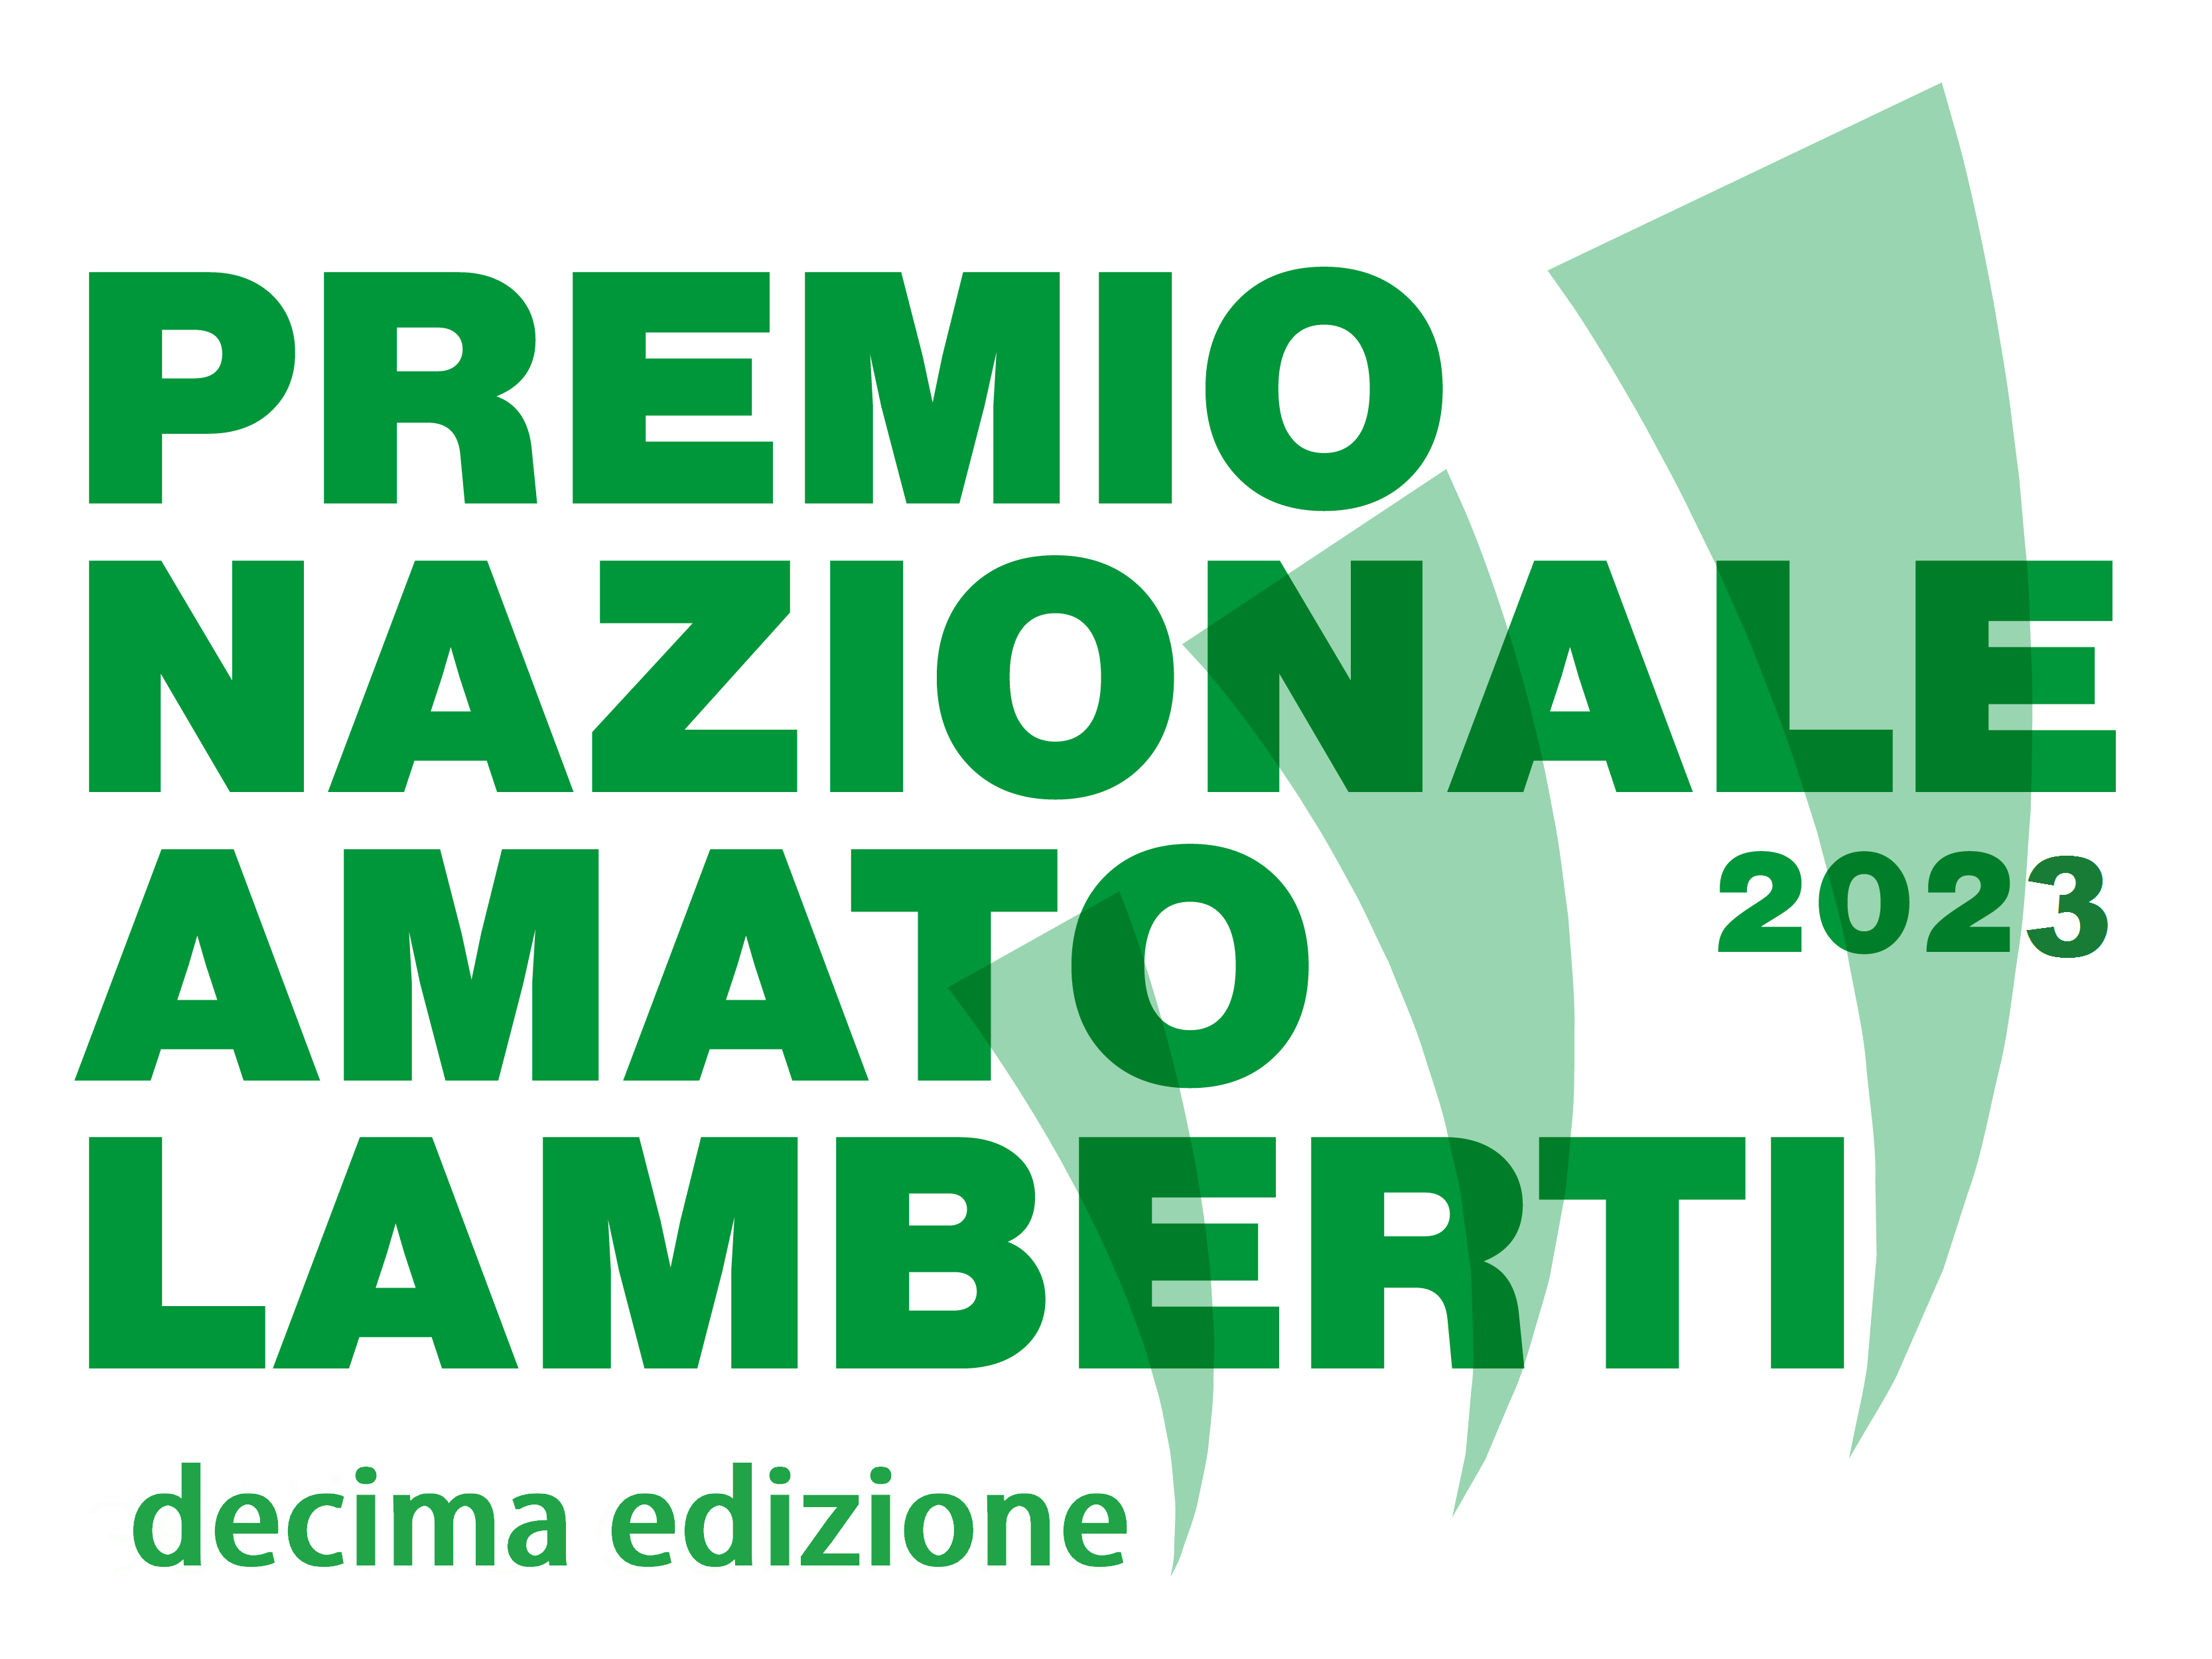 PREMIO
NAZIONALE
AMATO
2023
LAMBERTI
decima edizione